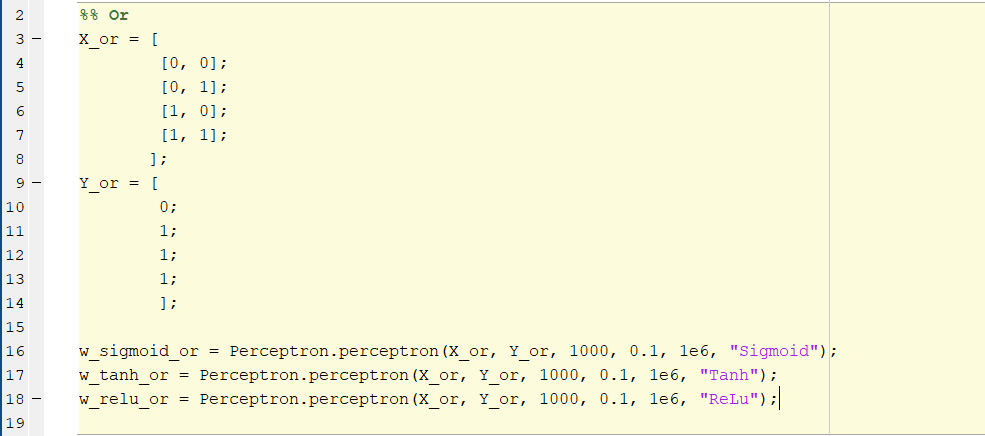 2 %% Or
3 – X_or = [
4 [0, 0];
5 [0, 1];
6 [1, 0];
7 [1, 1];
8 ];
9 – Y_or = [
10 0;
11 1;
12 1;
13 1;
14 ];
15
16 w_sigmoid_or = Perceptron.perceptron(X_or, Y_or, 1000, 0.1, 1e6, "Sigmoid");
17 w_tanh_or = Perceptron.perceptron(X_or, Y_or, 1000, 0.1, 1e6, "Tanh");
18 – w_relu_or = Perceptron.perceptron(X_or, Y_or, 1000, 0.1, 1e6, "ReLu");
19